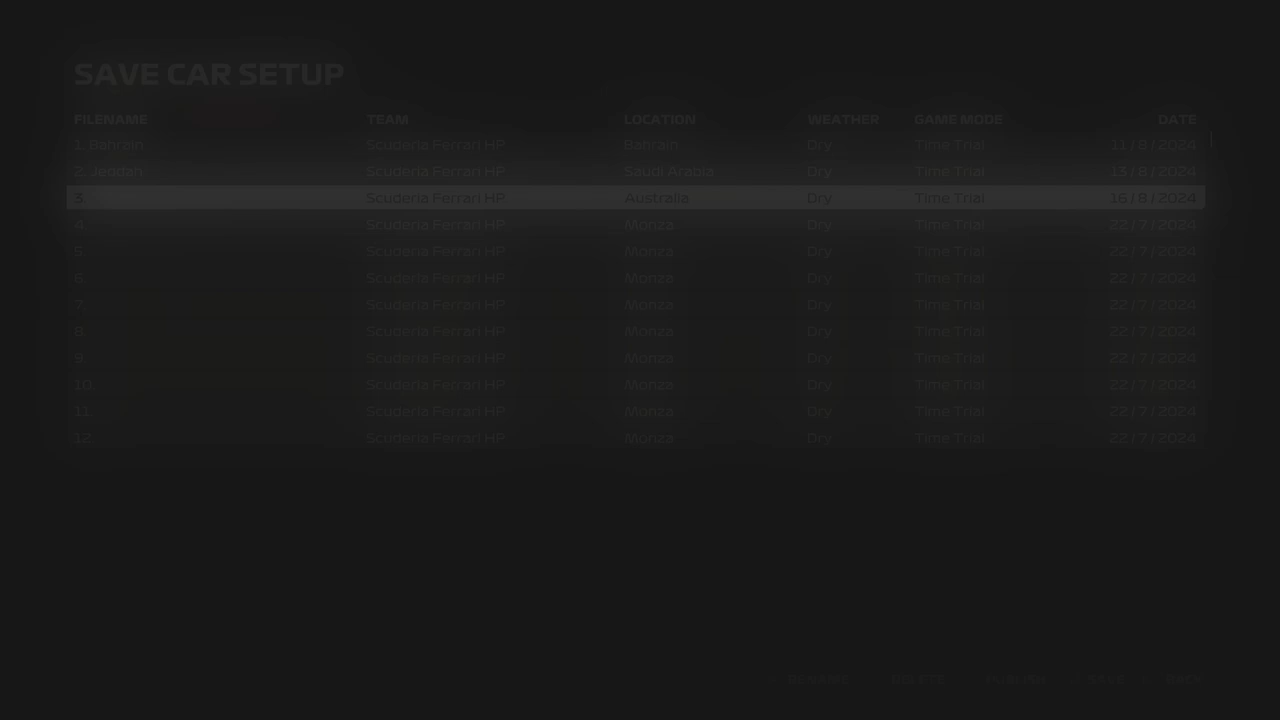 SAVE CAR SETUP
FILENAME TEAM LOCATION WEATHER GAME MODE DATE
1. Bahrain Scuderia Ferrari HP Bahrain Dry Time Trial 11 / 8 / 2024
2. Jeddah Scuderia Ferrari HP Saudi Arabia Dry Time Trial 13 / 8 / 2024
3. Scuderia Ferrari HP Australia Dry Time Trial 16 / 8 / 2024
4. Scuderia Ferrari HP Monza Dry Time Trial 22 / 7 / 2024
5. Scuderia Ferrari HP Monza Dry Time Trial 22 / 7 / 2024
6. Scuderia Ferrari HP Monza Dry Time Trial 22 / 7 / 2024
7. Scuderia Ferrari HP Monza Dry Time Trial 22 / 7 / 2024
8. Scuderia Ferrari HP Monza Dry Time Trial 22 / 7 / 2024
9. Scuderia Ferrari HP Monza Dry Time Trial 22 / 7 / 2024
10. Scuderia Ferrari HP Monza Dry Time Trial 22 / 7 / 2024
11. Scuderia Ferrari HP Monza Dry Time Trial 22 / 7 / 2024
12. Scuderia Ferrari HP Monza Dry Time Trial 22 / 7 / 2024
RENAME DELETE PUBLISH SAVE BACK